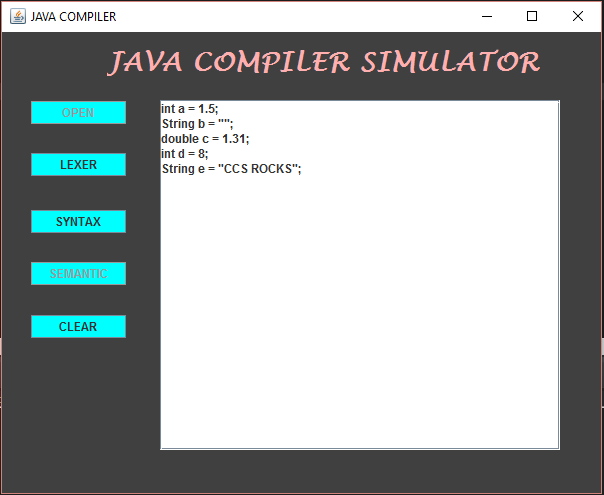 JAVA COMPILER
JAVA COMPILER SIMULATOR
OPEN
LEXER
SYNTAX
SEMANTIC
CLEAR
int a = 1.5;
String b = "";
double c = 1.31;
int d = 8;
String e = "CCS ROCKS";